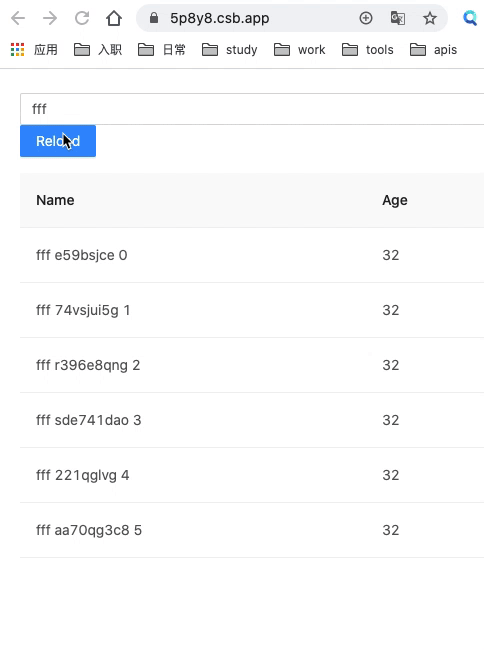 5p8y8.csb.app
应用 入职 日常 study work tools apis
fff
Reload
Name Age
fff e59bsjce 0 32
fff 74vsjui5g 1 32
fff r396e8qng 2 32
fff sde741dao 3 32
fff 221qglvg 4 32
fff aa70qg3c8 5 32